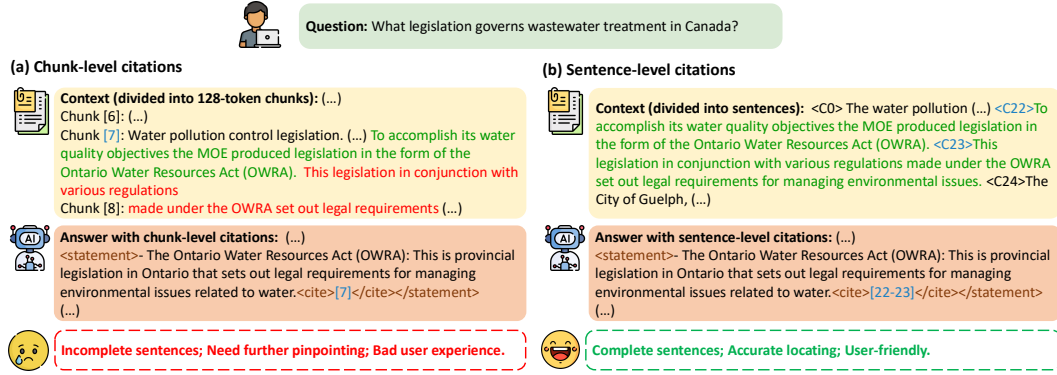 Question: What legislation governs wastewater treatment in Canada?
(a) Chunk-level citations
Context (divided into 128-token chunks): (…)
Chunk [6]: (…)
Chunk [7]: Water pollution control legislation. (…) To accomplish its water
quality objectives the MOE produced legislation in the form of the
Ontario Water Resources Act (OWRA). This legislation in conjunction with
various regulations
Chunk [8]: made under the OWRA set out legal requirements (…)
AI
Answer with chunk-level citations: (…)
<statement>- The Ontario Water Resources Act (OWRA): This is provincial
legislation in Ontario that sets out legal requirements for managing
environmental issues related to water.<cite>[7]</cite></statement>
(…)
Incomplete sentences; Need further pinpointing; Bad user experience.
(b) Sentence-level citations
Context (divided into sentences): <C0> The water pollution (…) <C22>To
accomplish its water quality objectives the MOE produced legislation in
the form of the Ontario Water Resources Act (OWRA). <C23>This
legislation in conjunction with various regulations made under the OWRA
set out legal requirements for managing environmental issues. <C24>The
City of Guelph, (…)
AI
Answer with sentence-level citations: (…)
<statement>- The Ontario Water Resources Act (OWRA): This is provincial
legislation in Ontario that sets out legal requirements for managing
environmental issues related to water.<cite>[22-23]</cite></statement>
(…)
Complete sentences; Accurate locating; User-friendly.